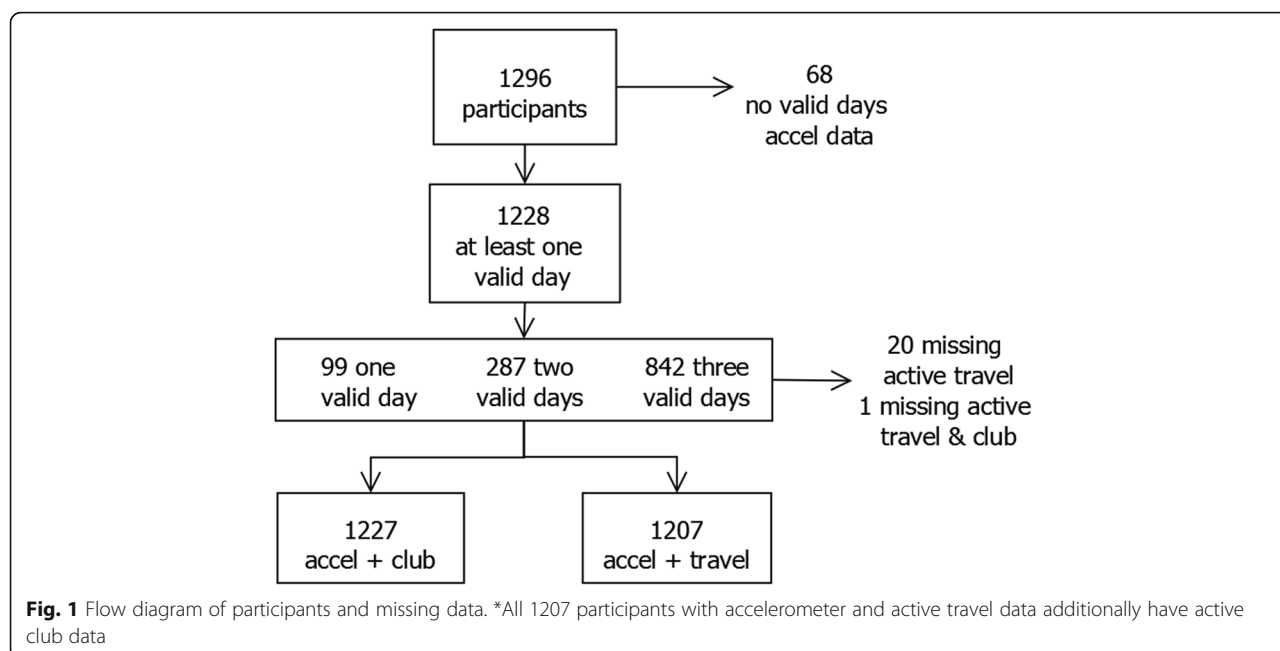 1296
participants
68
no valid days
accel data
1228
at least one
valid day
99 one
valid day
287 two
valid days
842 three
valid days
20 missing
active travel
1 missing active
travel & club
1227
accel + club
1207
accel + travel
Fig. 1 Flow diagram of participants and missing data. *All 1207 participants with accelerometer and active travel data additionally have active
club data